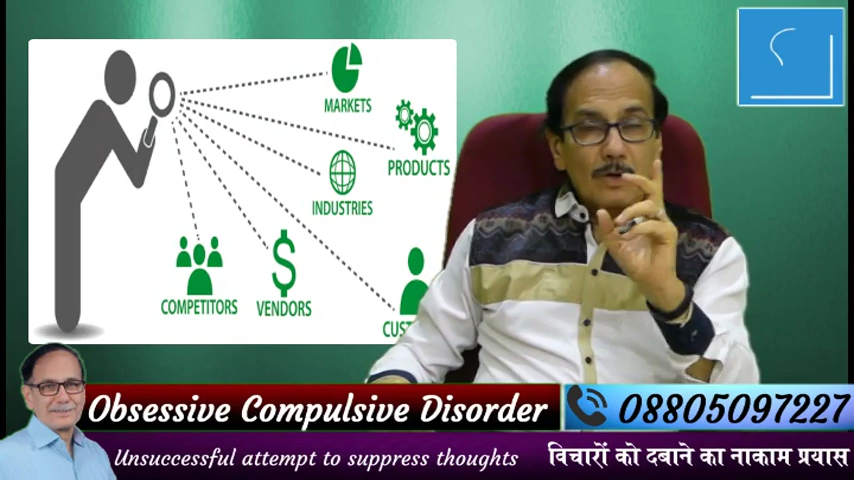 MARKETS
PRODUCTS
INDUSTRIES
COMPETITORS
VENDORS
Obsessive Compulsive Disorder
08805097227
Unsuccessful attempt to suppress thoughts
विचारों को दबाने का नाकाम प्रयास